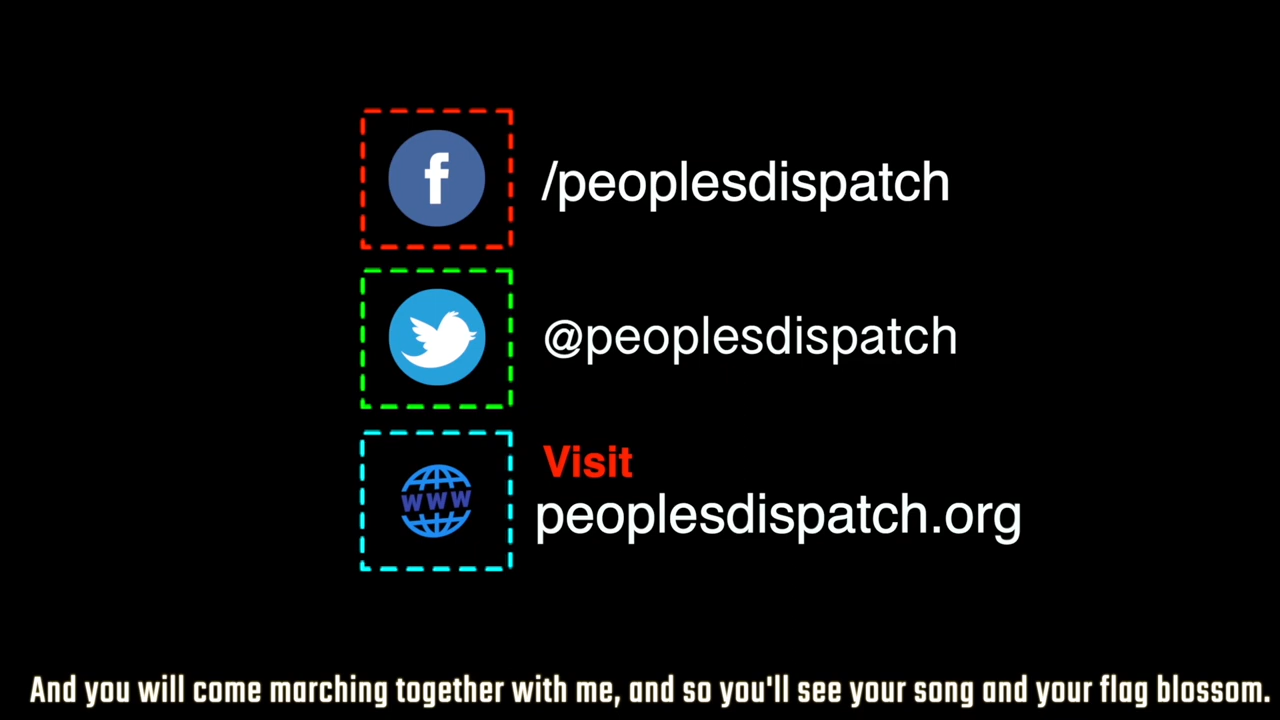 f
/peoplesdispatch
@peoplesdispatch
Visit
WWW
peoplesdispatch.org
And you will come marching together with me, and so you'll see your song and your flag blossom.